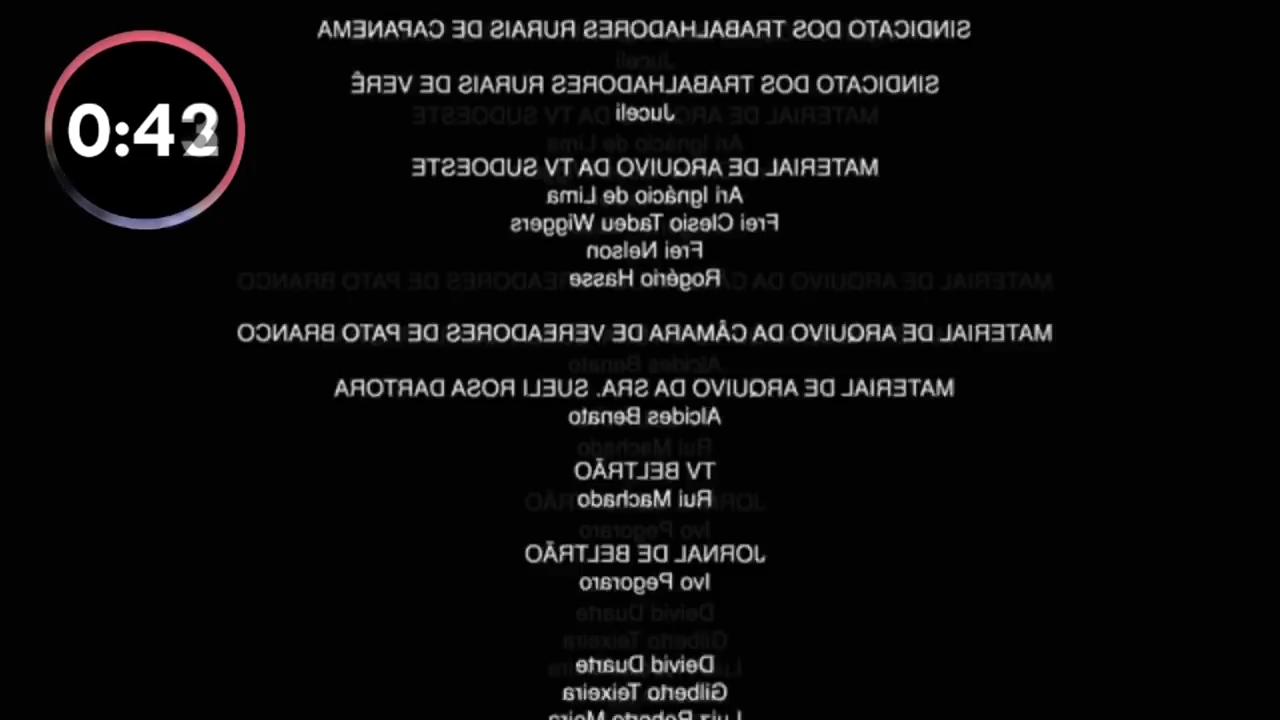 0:42
SINDICATO DOS TRABALHADORES RURAIS DE CAPANEMA
SINDICATO DOS TRABALHADORES RURAIS DE VERÊ
Juceli
MATERIAL DE ARQUIVO DA TV SUDOESTE
Ari Ignácio de Lima
Frei Clesio Tadeu Wiggers
Frei Nelson
Rogério Hasse
MATERIAL DE ARQUIVO DA CÂMARA DE VEREADORES DE PATO BRANCO
MATERIAL DE ARQUIVO DA SRA. SUELI ROSA DARTORA
Alcides Benato
TV BELTRÃO
Rui Machado
JORNAL DE BELTRÃO
Ivo Pegoraro
Deivid Duarte
Gilberto Teixeira
Luiz Roberto Meira